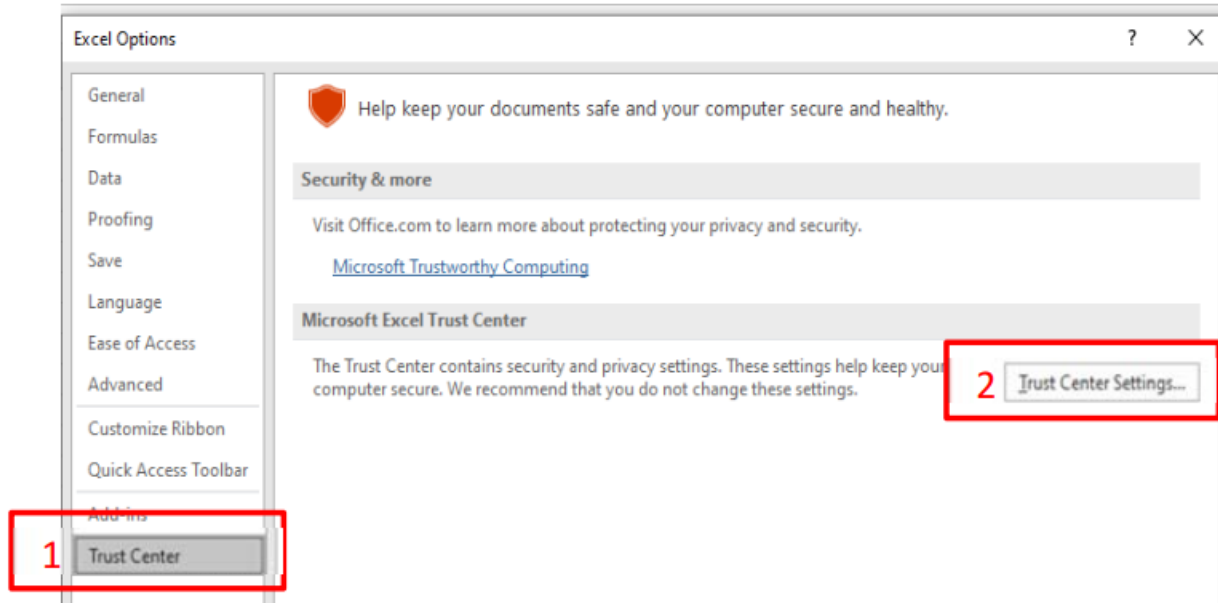 Excel Options
?
General
Formulas
Data
Proofing
Save
Language
Ease of Access
Advanced
Customize Ribbon
Quick Access Toolbar
Add-ins
1
Trust Center
Help keep your documents safe and your computer secure and healthy.
Security & more
Visit Office.com to learn more about protecting your privacy and security.
Microsoft Trustworthy Computing
Microsoft Excel Trust Center
The Trust Center contains security and privacy settings. These settings help keep your
computer secure. We recommend that you do not change these settings.
2
Trust Center Settings...